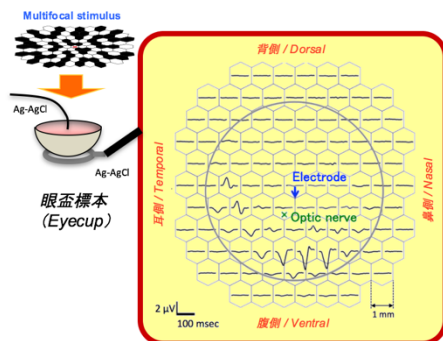 Multifocal stimulus
Ag-AgCl
Ag-AgCl
眼盃標本
（Eyecup）
背側 / Dorsal
耳側 / Temporal
Electrode
×Optic nerve
鼻側 / Nasal
2 μV
100 msec
腹側 / Ventral
1 mm